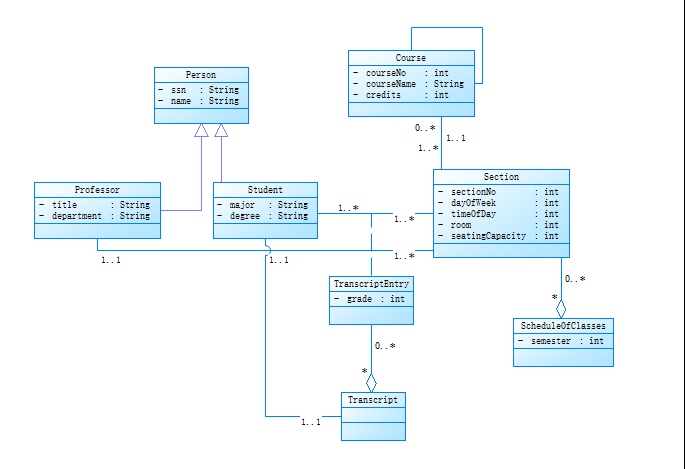 Course
- courseNo : int
- courseName : String
- credits : int
Person
- ssn : String
- name : String
0..*
1..1
1..*
Professor
- title : String
- department : String
Student
- major : String
- degree : String
Section
- sectionNo : int
- dayOfWeek : int
- timeOfDay : int
- room : int
- seatingCapacity : int
1..*
1..*
1..1
1..1
1..*
TranscriptEntry
- grade : int
0..*
*
ScheduleOfClasses
- semester : int
0..*
*
Transcript
1..1